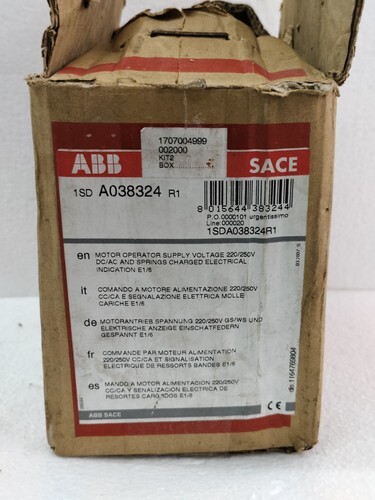 1707004999
002000
KIT2
BOX
ABB
SACE
1SD A038324 R1
8 015644 383244
P.O.0000101 urgentissimo
Line:000020
1SDA038324R1
en MOTOR OPERATOR SUPPLY VOLTAGE 220/250V
DC/AC AND SPRINGS CHARGED ELECTRICAL
INDICATION E1/6
it COMANDO A MOTORE ALIMENTAZIONE 220/250V
CC/CA E SEGNALAZIONE ELETTRICA MOLLE
CARICHE E1/6
de MOTORANTRIEB SPANNUNG 220/250V GS/WS UND
ELEKTRISCHE ANZEIGE EINSCHATFEDERN
GESPANNT E1/6
fr COMMANDE PAR MOTEUR ALIMENTATION
220/250V CC/CA ET SIGNALISATION
ELECTRIQUE DE RESSORTS BANDES E1/6
es MANDO A MOTOR ALIMENTACION 220/250V
CC/CA Y SENALIZACION ELECTRICA DE
RESORTES CARGADOS E1/6
ABB SACE
CE